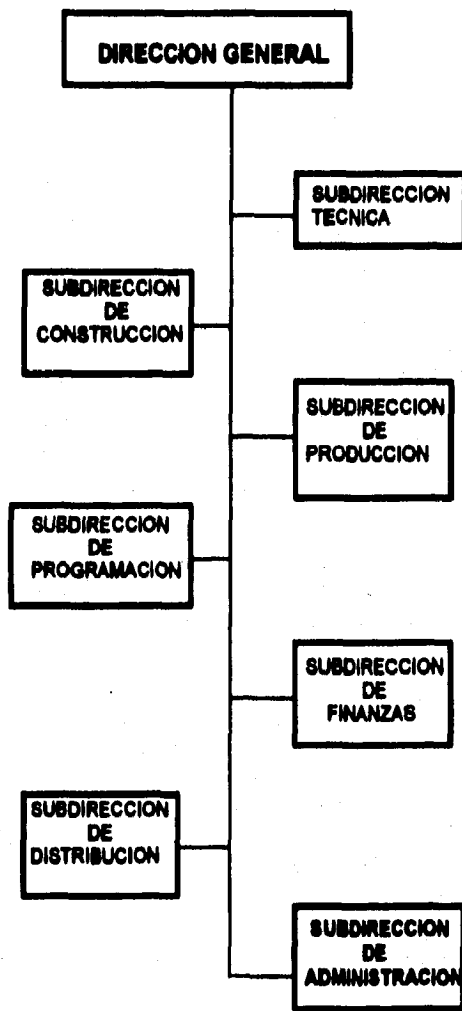 DIRECCION GENERAL
SUBDIRECCION
TECNICA
SUBDIRECCION
DE
CONSTRUCCION
SUBDIRECCION
DE
PRODUCCION
SUBDIRECCION
DE
PROGRAMACION
SUBDIRECCION
DE
FINANZAS
SUBDIRECCION
DE
DISTRIBUCION
SUBDIRECCION
DE
ADMINISTRACION